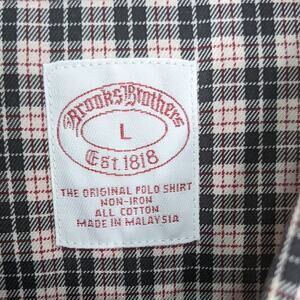 Brooks Brothers
L
Est. 1818
THE ORIGINAL POLO SHIRT
NON-IRON
ALL COTTON
MADE IN MALAYSIA